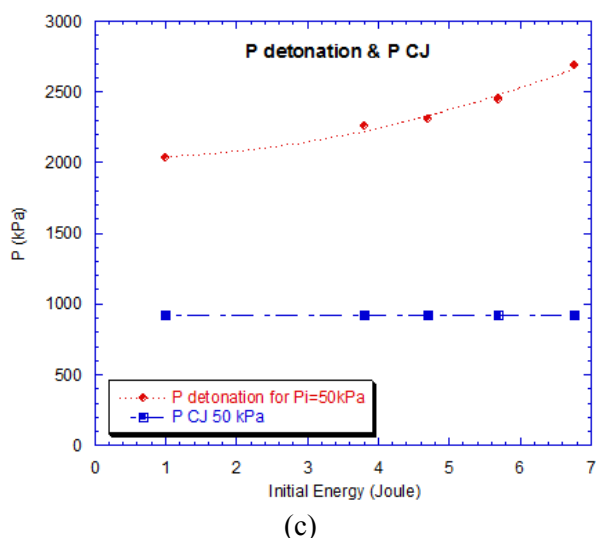 P detonation & P CJ
3000
2500
2000
1500
1000
500
0
P (kPa)
P detonation for Pi=50kPa
P CJ 50 kPa
0 1 2 3 4 5 6 7
Initial Energy (Joule)
(c)